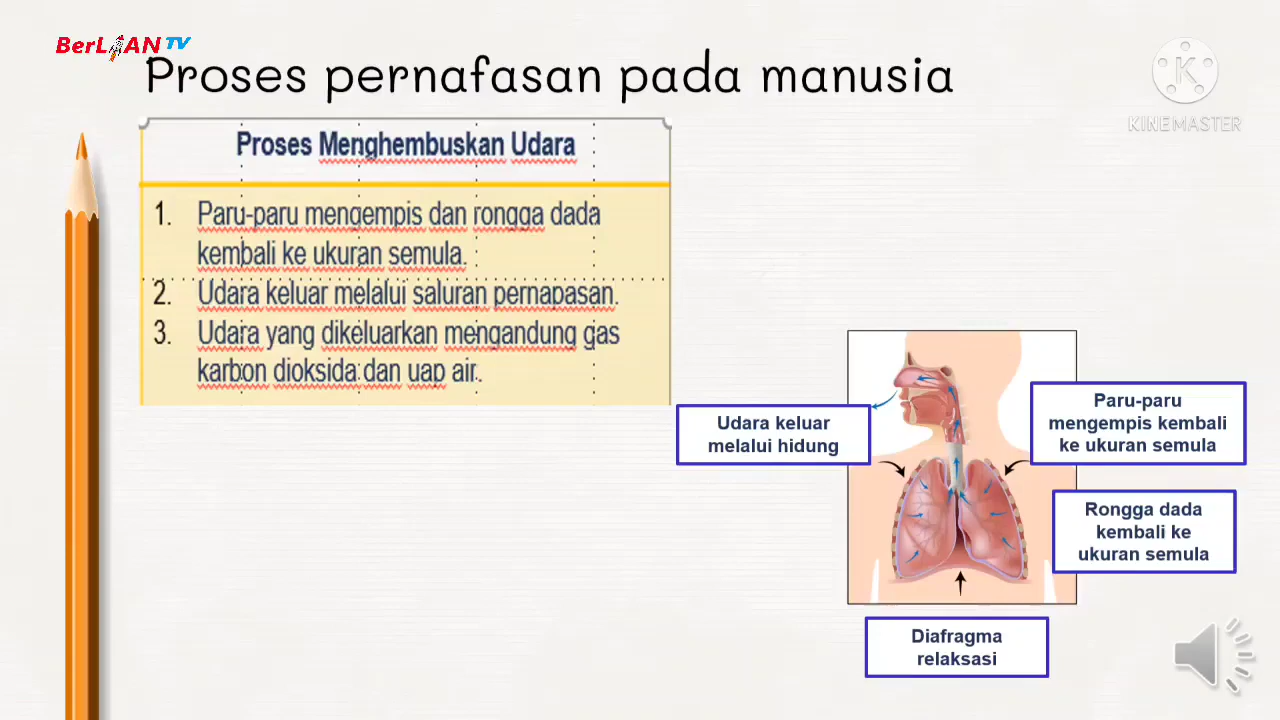 BerLIAN TV
Proses pernafasan pada manusia
KINEMASTER
Proses Menghembuskan Udara
1. Paru-paru mengempis dan rongga dada
kembali ke ukuran semula.
2. Udara keluar melalui saluran pernapasan.
3. Udara yang dikeluarkan mengandung gas
karbon dioksida dan uap air.
Udara keluar
melalui hidung
Paru-paru
mengempis kembali
ke ukuran semula
Rongga dada
kembali ke
ukuran semula
Diafragma
relaksasi